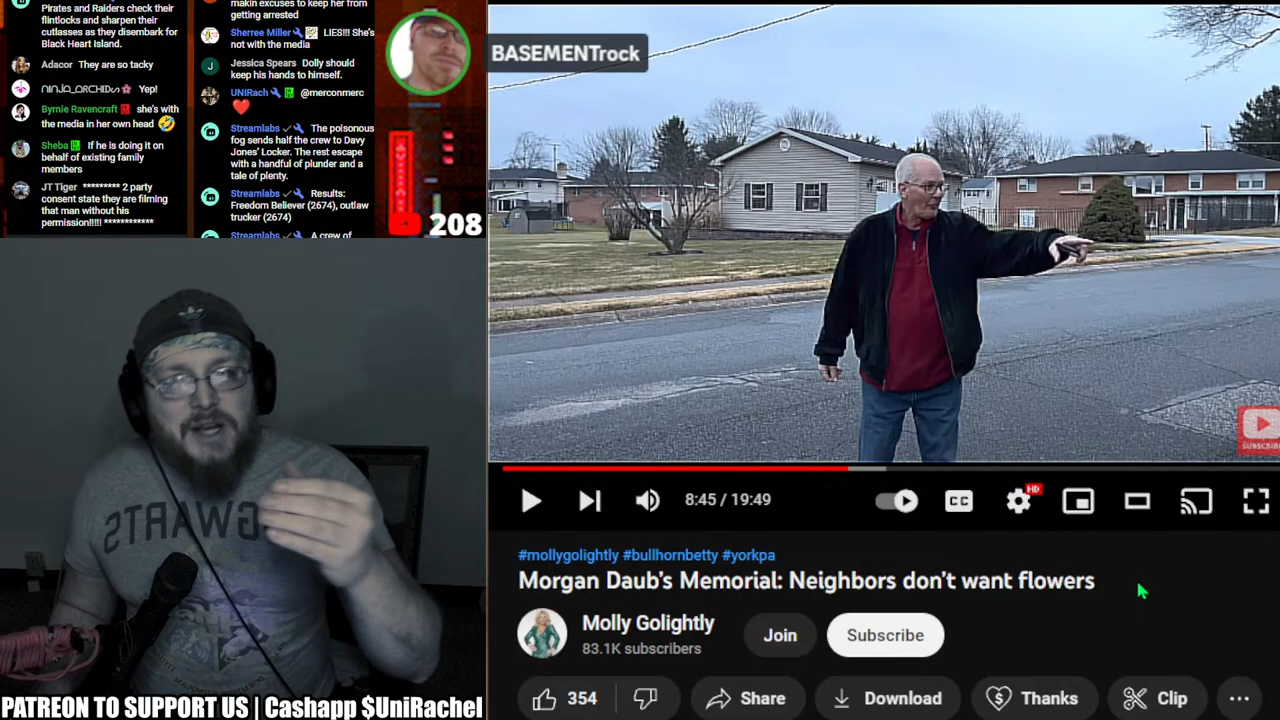 Pirates and Raiders check their
flintlocks and sharpen their
cutlasses as they disembark for
Black Heart Island.
Adacor They are so tacky
Yep!
Byrnie Ravencraft she's with
the media in her own head 🤣
Sheba If he is doing it on
behalf of existing family
members
JT Tiger ********* 2 party
consent state they are filming
that man without his
permission!!!!! ************
makin excuses to keep her from
getting arrested
Sherree Miller LIES!!! She's
not with the media
Jessica Spears Dolly should
keep his hands to himself.
UNIRach @merconmerc
❤️
Streamlabs The poisonous
fog sends half the crew to Davy
Jones' Locker. The rest escape
with a handful of plunder and a
tale of plenty.
Streamlabs Results:
Freedom Believer (2674), outlaw
trucker (2674)
Streamlabs A crew of
208
BASEMENTrock
HOGWARTS
SUBSCRIBE
8:45 / 19:49
CC
HD
#mollygolightly #bullhornbetty #yorkpa
Morgan Daub's Memorial: Neighbors don't want flowers
Molly Golightly
83.1K subscribers
Join
Subscribe
354
Share
Download
Thanks
Clip
PATREON TO SUPPORT US | Cashapp $UniRachel